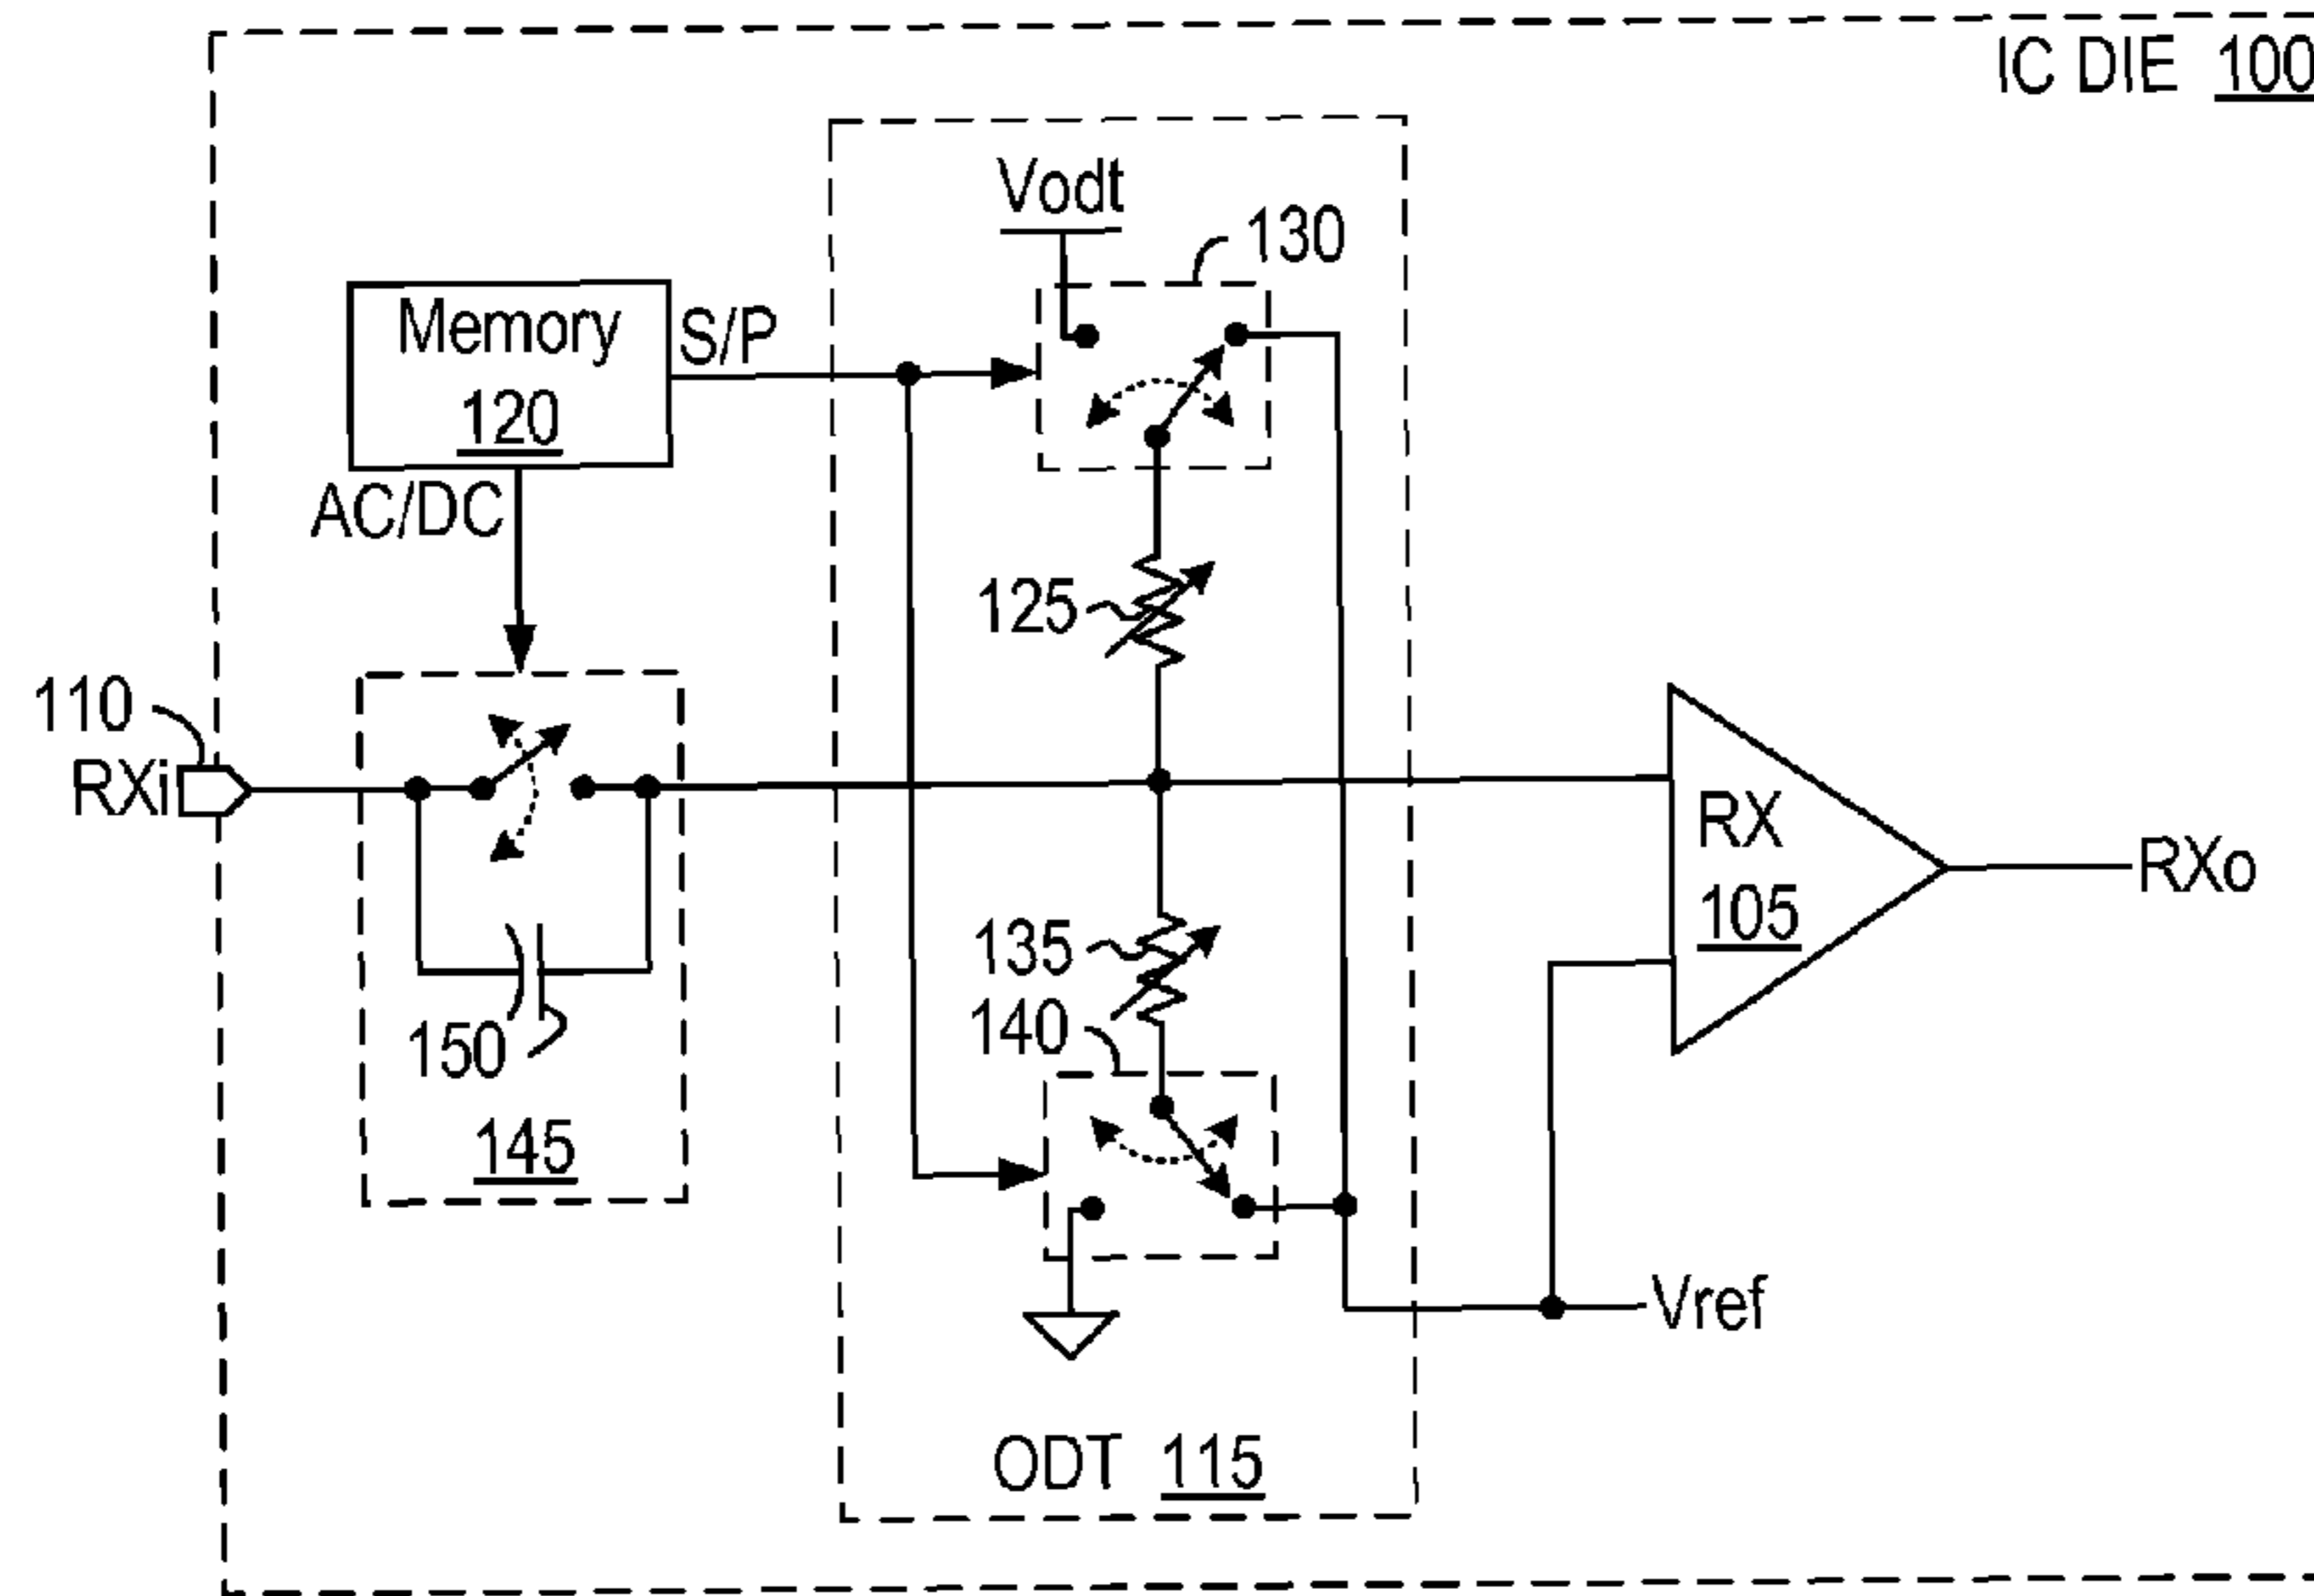 IC DIE 100
Vodt
130
Memory
120
S/P
AC/DC
125
110
RXi
RX
105
RXo
135
140
150
145
Vref
ODT 115